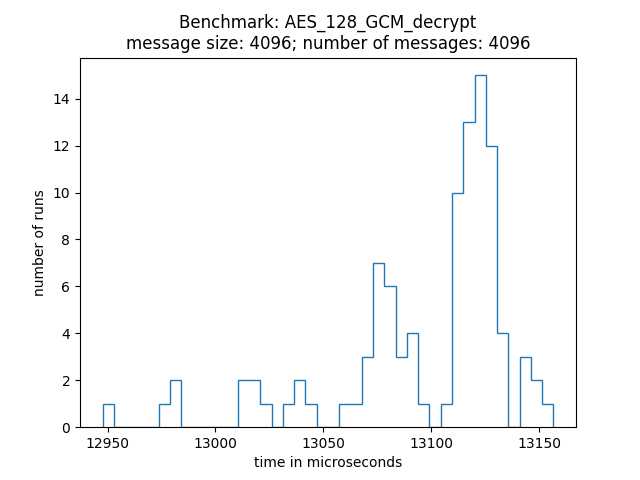 Benchmark: AES_128_GCM_decrypt
message size: 4096; number of messages: 4096
number of runs
14
12
10
8
6
4
2
0
12950 13000 13050 13100 13150
time in microseconds